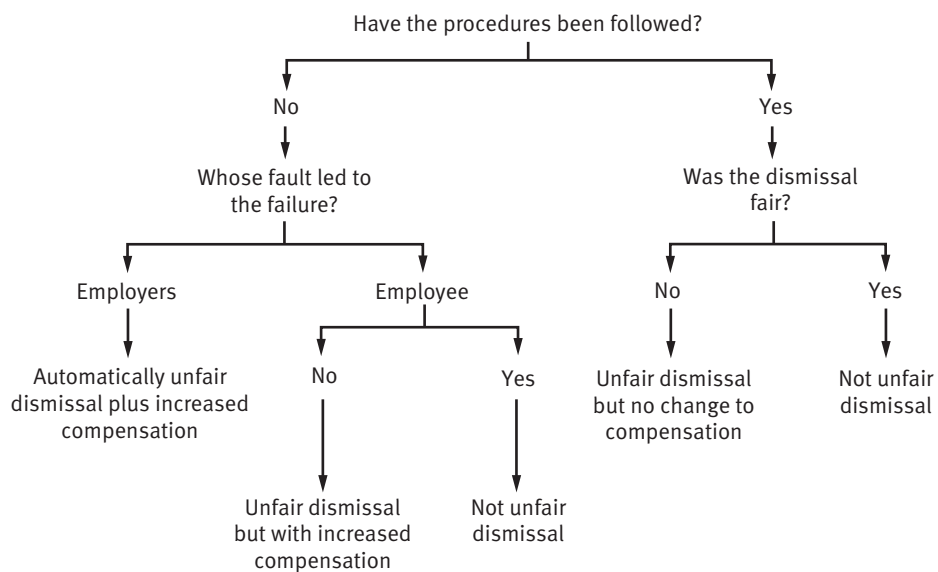 Have the procedures been followed?
No
Yes
Whose fault led to
the failure?
Was the dismissal
fair?
Employers
Employee
No
Yes
Automatically unfair
dismissal plus increased
compensation
No
Yes
Unfair dismissal
but no change to
compensation
Not unfair
dismissal
Unfair dismissal
but with increased
compensation
Not unfair
dismissal